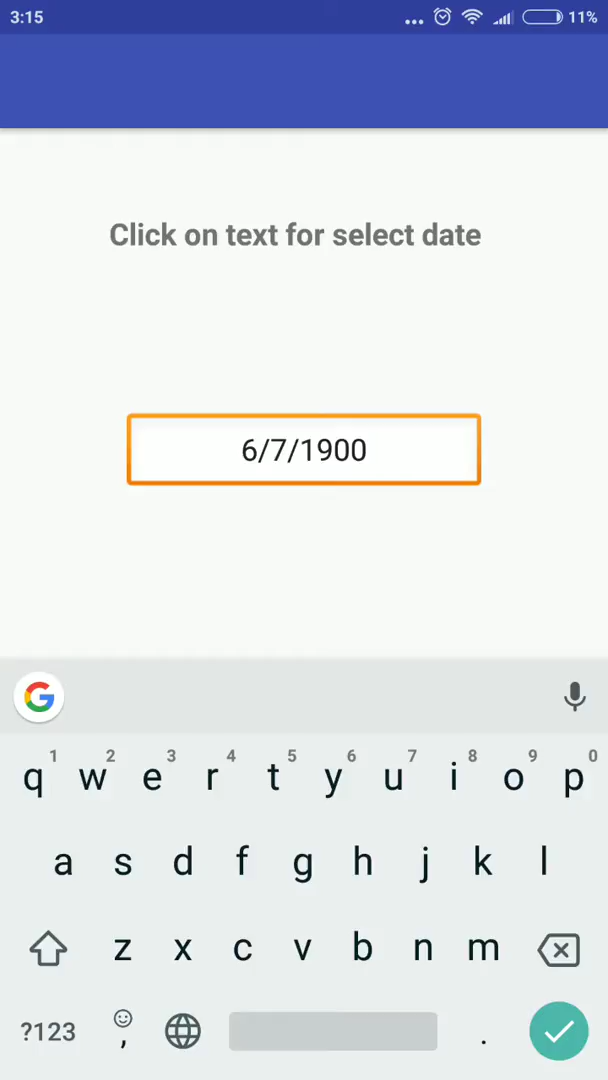 3:15 ... 11%
Click on text for select date
6/7/1900
G
1 2 3 4 5 6 7 8 9 0
q w e r t y u i o p
a s d f g h j k l
z x c v b n m
?123 , .